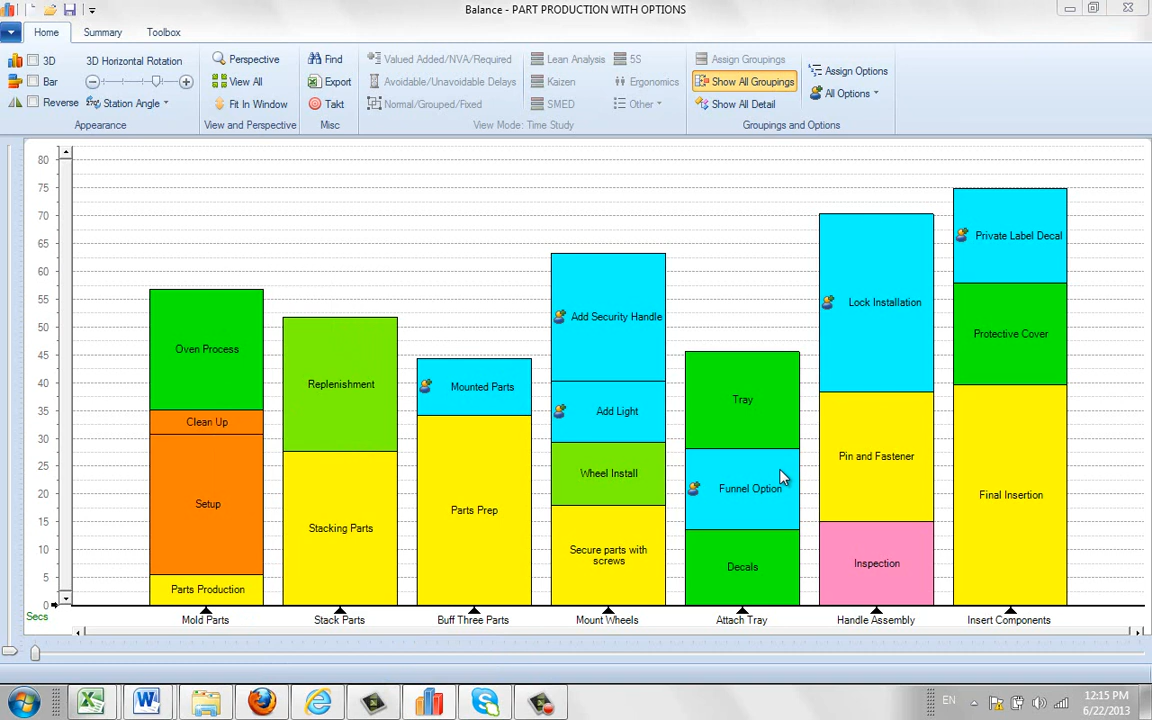 Balance - PART PRODUCTION WITH OPTIONS
Home
Summary
Toolbox
3D
3D Horizontal Rotation
Bar
Reverse
Station Angle
Appearance
Perspective
View All
Fit In Window
View and Perspective
Find
Export
Takt
Misc
Valued Added/NVA/Required
Avoidable/Unavoidable Delays
Normal/Grouped/Fixed
Lean Analysis
Kaizen
SMED
5S
Ergonomics
Other
View Mode: Time Study
Assign Groupings
Show All Groupings
Show All Detail
Assign Options
All Options
Groupings and Options
80
75
70
65
60
55
50
45
40
35
30
25
20
15
10
5
0
Secs
Oven Process
Clean Up
Setup
Parts Production
Mold Parts
Replenishment
Stacking Parts
Stack Parts
Mounted Parts
Parts Prep
Buff Three Parts
Add Security Handle
Add Light
Wheel Install
Secure parts with
screws
Mount Wheels
Tray
Funnel Option
Decals
Attach Tray
Lock Installation
Pin and Fastener
Inspection
Handle Assembly
Private Label Decal
Protective Cover
Final Insertion
Insert Components
EN
12:15 PM
6/22/2013